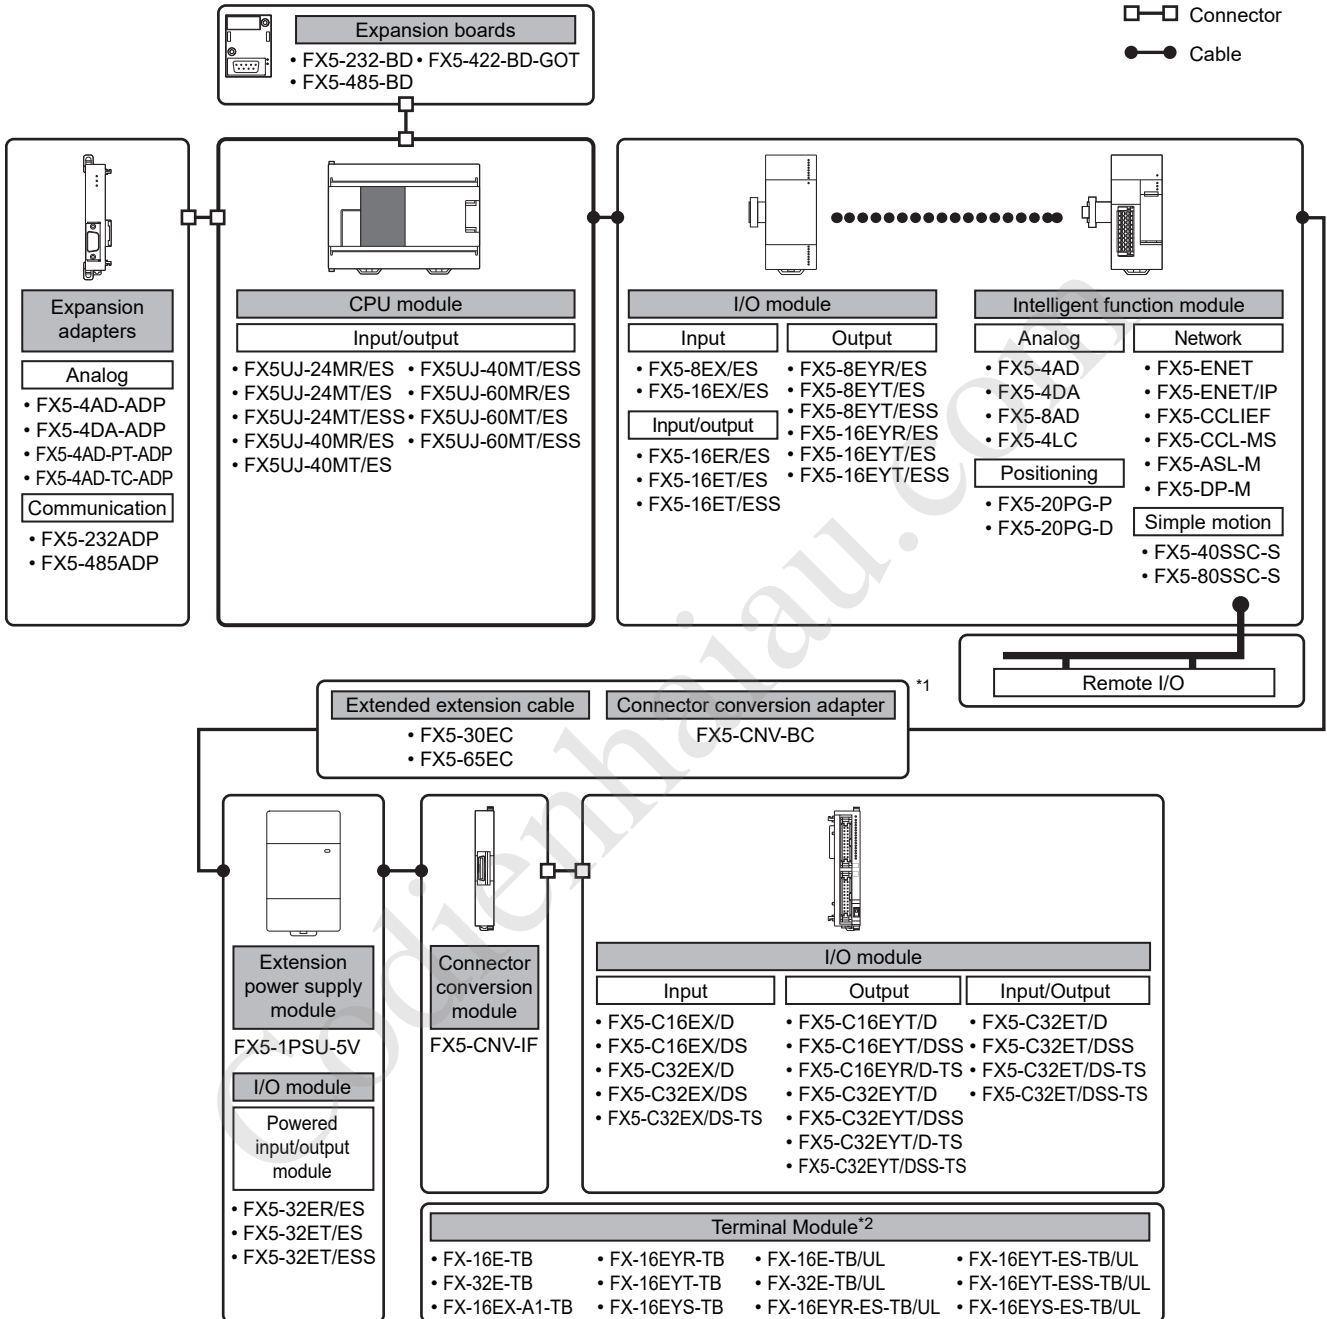 Connector
Cable
Expansion boards
• FX5-232-BD • FX5-422-BD-GOT
• FX5-485-BD
Expansion
adapters
Analog
• FX5-4AD-ADP
• FX5-4DA-ADP
• FX5-4AD-PT-ADP
• FX5-4AD-TC-ADP
Communication
• FX5-232ADP
• FX5-485ADP
CPU module
Input/output
• FX5UJ-24MR/ES • FX5UJ-40MT/ESS
• FX5UJ-24MT/ES • FX5UJ-60MR/ES
• FX5UJ-24MT/ESS • FX5UJ-60MT/ES
• FX5UJ-40MR/ES • FX5UJ-60MT/ESS
• FX5UJ-40MT/ES
I/O module
Input
• FX5-8EX/ES
• FX5-16EX/ES
Input/output
• FX5-16ER/ES
• FX5-16ET/ES
• FX5-16ET/ESS
Output
• FX5-8EYR/ES
• FX5-8EYT/ES
• FX5-8EYT/ESS
• FX5-16EYR/ES
• FX5-16EYT/ES
• FX5-16EYT/ESS
Intelligent function module
Analog
• FX5-4AD
• FX5-4DA
• FX5-8AD
• FX5-4LC
Positioning
• FX5-20PG-P
• FX5-20PG-D
Network
• FX5-ENET
• FX5-ENET/IP
• FX5-CCLIEF
• FX5-CCL-MS
• FX5-ASL-M
• FX5-DP-M
Simple motion
• FX5-40SSC-S
• FX5-80SSC-S
Remote I/O
*1
Extended extension cable
• FX5-30EC
• FX5-65EC
Connector conversion adapter
FX5-CNV-BC
Extension
power supply
module
FX5-1PSU-5V
I/O module
Powered
input/output
module
• FX5-32ER/ES
• FX5-32ET/ES
• FX5-32ET/ESS
Connector
conversion
module
FX5-CNV-IF
I/O module
Input
• FX5-C16EX/D
• FX5-C16EX/DS
• FX5-C32EX/D
• FX5-C32EX/DS
• FX5-C32EX/DS-TS
Output
• FX5-C16EYT/D
• FX5-C16EYT/DSS
• FX5-C16EYR/D-TS
• FX5-C32EYT/D
• FX5-C32EYT/DSS
• FX5-C32EYT/D-TS
• FX5-C32EYT/DSS-TS
Input/Output
• FX5-C32ET/D
• FX5-C32ET/DSS
• FX5-C32ET/DS-TS
• FX5-C32ET/DSS-TS
Terminal Module*2
• FX-16E-TB • FX-16EYR-TB • FX-16E-TB/UL • FX-16EYT-ES-TB/UL
• FX-32E-TB • FX-16EYT-TB • FX-32E-TB/UL • FX-16EYT-ESS-TB/UL
• FX-16EX-A1-TB • FX-16EYS-TB • FX-16EYR-ES-TB/UL • FX-16EYS-ES-TB/UL
Codienhaiau.com